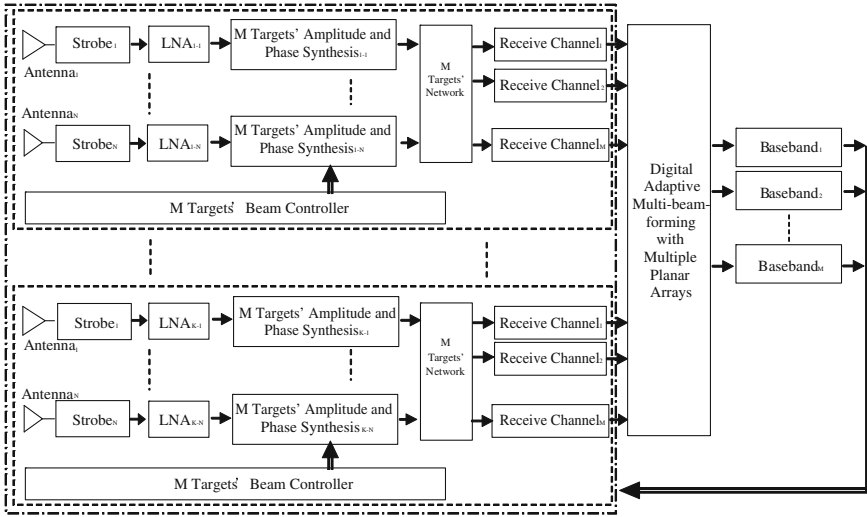 Strobe1
LNA1-1
M Targets' Amplitude and
Phase Synthesis1-1
M
Targets'
Network
Receive Channel1
Antenna1
Receive Channel2
AntennaN
StrobeN
LNA1-N
M Targets' Amplitude and
Phase Synthesis1-N
Receive ChannelM
M Targets' Beam Controller
Strobe1
LNAK-1
M Targets' Amplitude and
Phase SynthesisK-1
M
Targets'
Network
Receive Channel1
Antenna1
Receive Channel2
AntennaN
StrobeN
LNAK-N
M Targets' Amplitude and
Phase SynthesisK-N
Receive ChannelM
M Targets' Beam Controller
Digital
Adaptive
Multi-beam-
forming
with
Multiple
Planar
Arrays
Baseband1
Baseband2
BasebandM